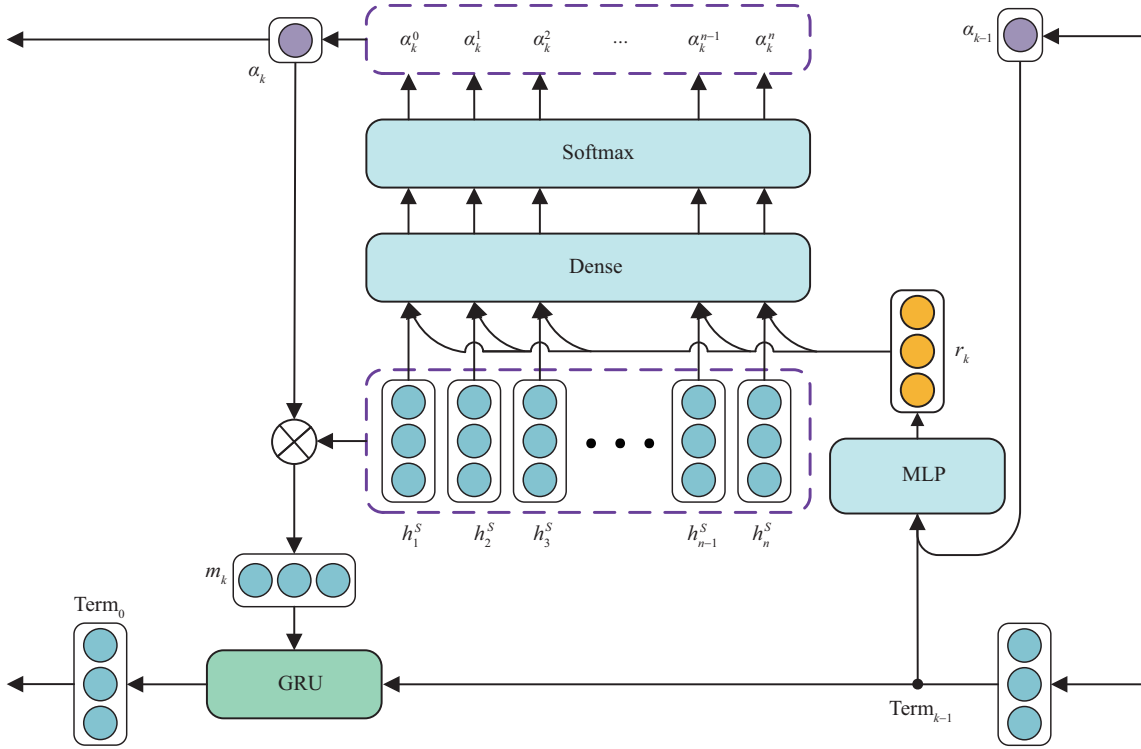 α_k^0 α_k^1 α_k^2 ... α_k^{n−1} α_k^n
α_{k−1}
α_k
Softmax
Dense
r_k
MLP
h_1^S h_2^S h_3^S h_{n−1}^S h_n^S
m_k
Term_0
GRU
Term_{k−1}